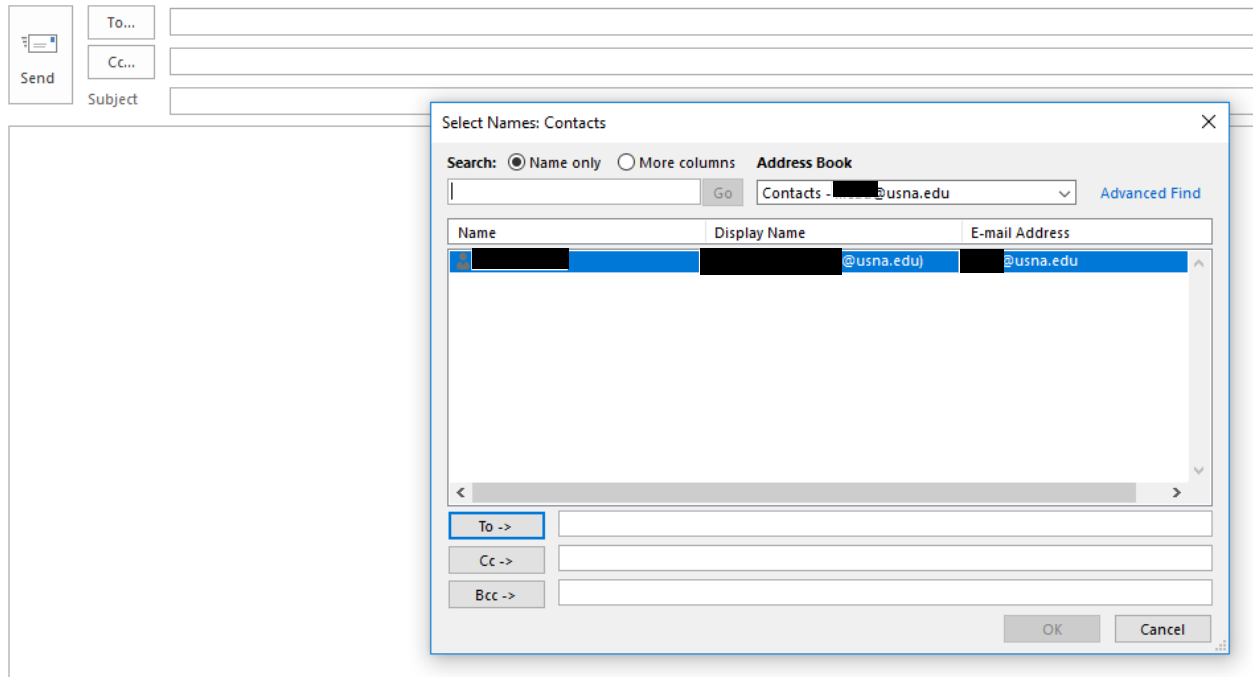 To...
Send
Cc...
Subject
Select Names: Contacts
Search: Name only More columns Address Book
Go Contacts - @usna.edu Advanced Find
Name Display Name E-mail Address
@usna.edu) @usna.edu
To ->
Cc ->
Bcc ->
OK Cancel